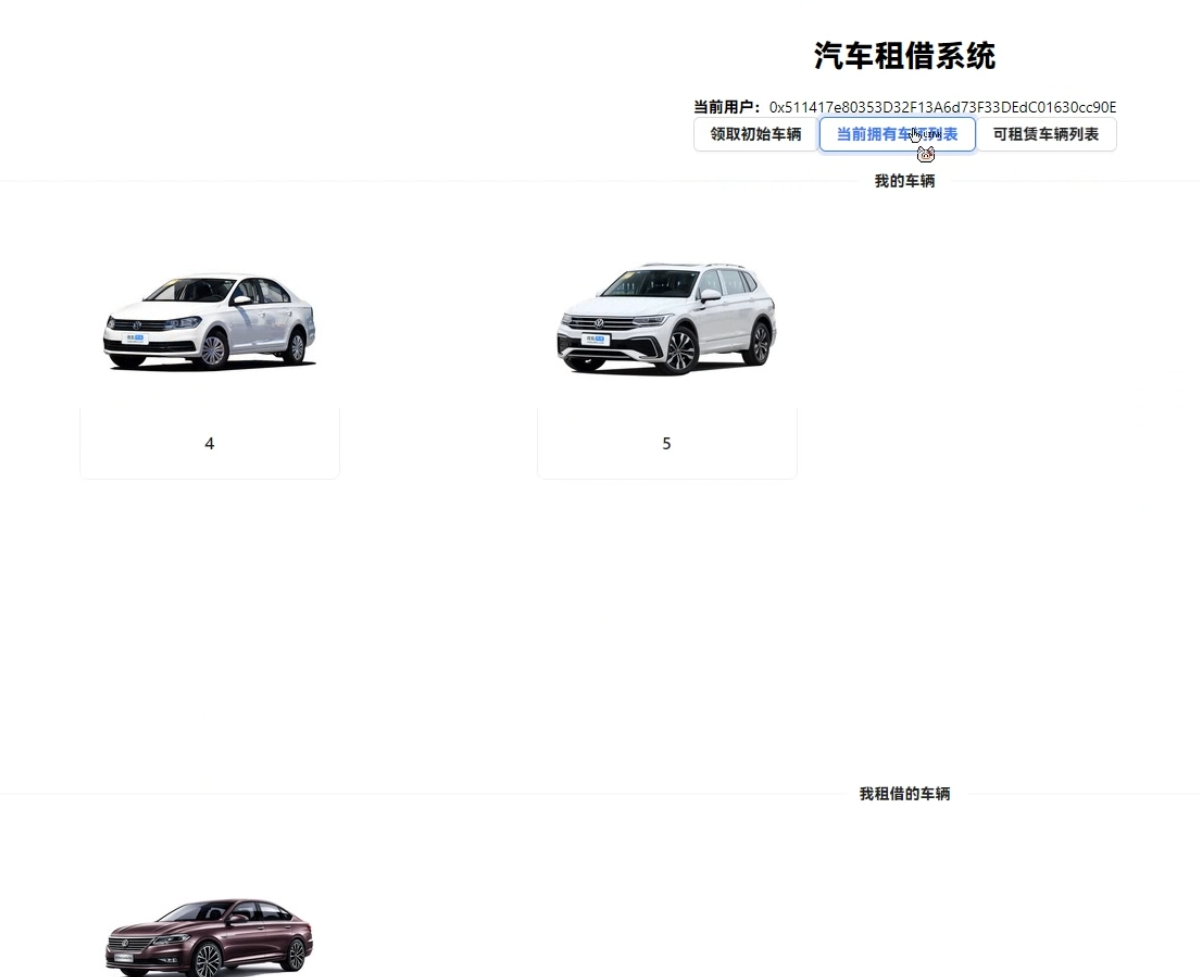 汽车租借系统
当前用户：0x511417e80353D32F13A6d73F33DEdC01630cc90E
领取初始车辆 当前拥有车辆列表 可租赁车辆列表
我的车辆
4 5
我租借的车辆